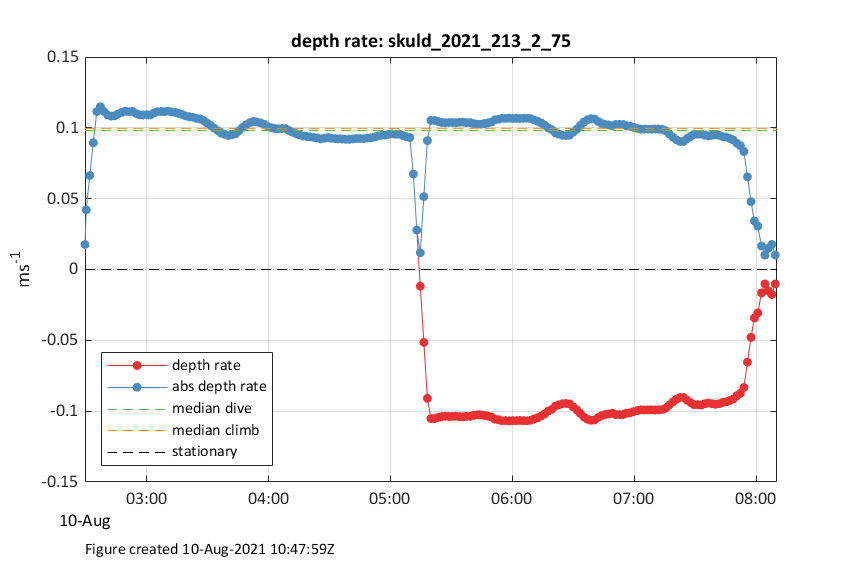 depth rate: skuld_2021_213_2_75
0.15
0.1
0.05
0
-0.05
-0.1
-0.15
ms-1
depth rate
abs depth rate
median dive
median climb
stationary
03:00 04:00 05:00 06:00 07:00 08:00
10-Aug
Figure created 10-Aug-2021 10:47:59Z